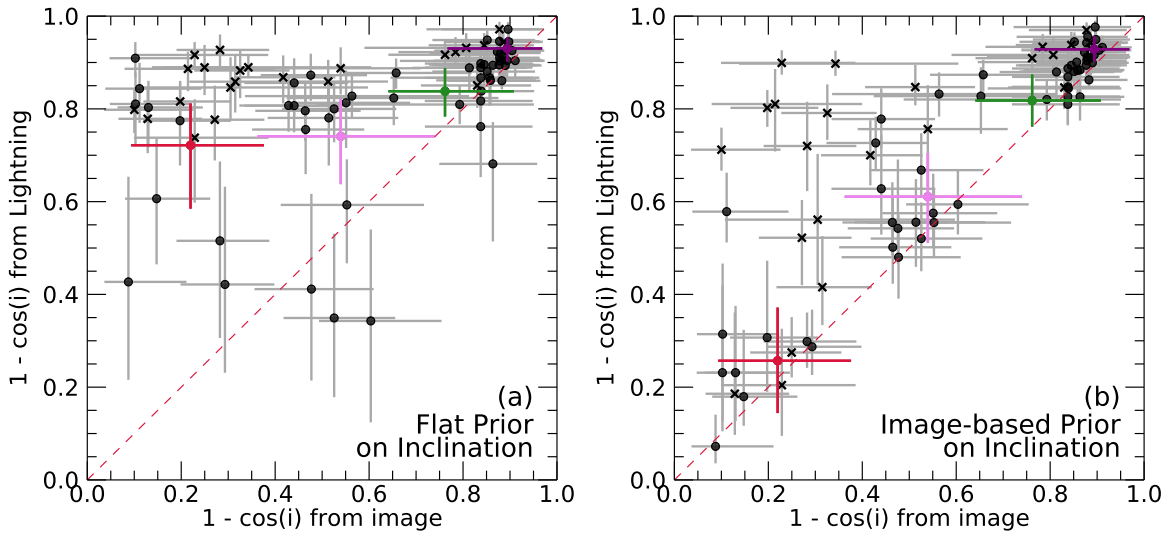 1.0
0.8
0.6
0.4
0.2
0.0
1 - cos(i) from Lightning
(a)
Flat Prior
on Inclination
0.0 0.2 0.4 0.6 0.8 1.0
1 - cos(i) from image
1.0
0.8
0.6
0.4
0.2
0.0
1 - cos(i) from Lightning
(b)
Image-based Prior
on Inclination
0.0 0.2 0.4 0.6 0.8 1.0
1 - cos(i) from image